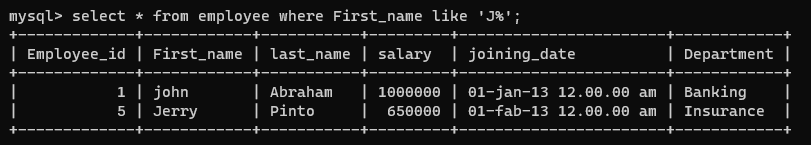 mysql> select * from employee where First_name like 'J%';
+-------------+------------+-----------+---------+------------------------+------------+
| Employee_id | First_name | last_name | salary  | joining_date           | Department |
+-------------+------------+-----------+---------+------------------------+------------+
|           1 | john       | Abraham   | 1000000 | 01-jan-13 12.00.00 am | Banking    |
|           5 | Jerry      | Pinto     |  650000 | 01-fab-13 12.00.00 am | Insurance  |
+-------------+------------+-----------+---------+------------------------+------------+